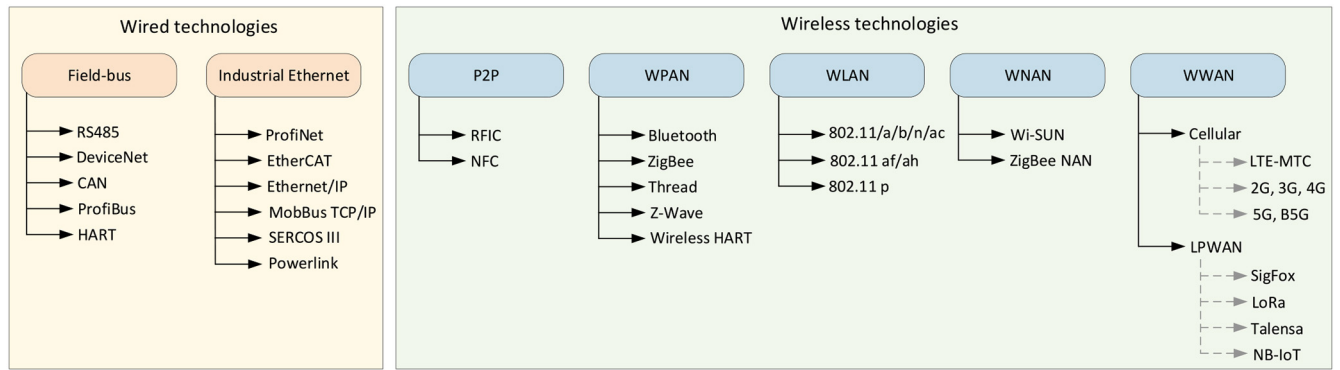 Wired technologies
Field-bus
RS485
DeviceNet
CAN
ProfiBus
HART
Industrial Ethernet
ProfiNet
EtherCAT
Ethernet/IP
MobBus TCP/IP
SERCOS III
Powerlink
Wireless technologies
P2P
RFIC
NFC
WPAN
Bluetooth
ZigBee
Thread
Z-Wave
Wireless HART
WLAN
802.11/a/b/n/ac
802.11 af/ah
802.11 p
WNAN
Wi-SUN
ZigBee NAN
WWAN
Cellular
LTE-MTC
2G, 3G, 4G
5G, B5G
LPWAN
SigFox
LoRa
Talensa
NB-IoT